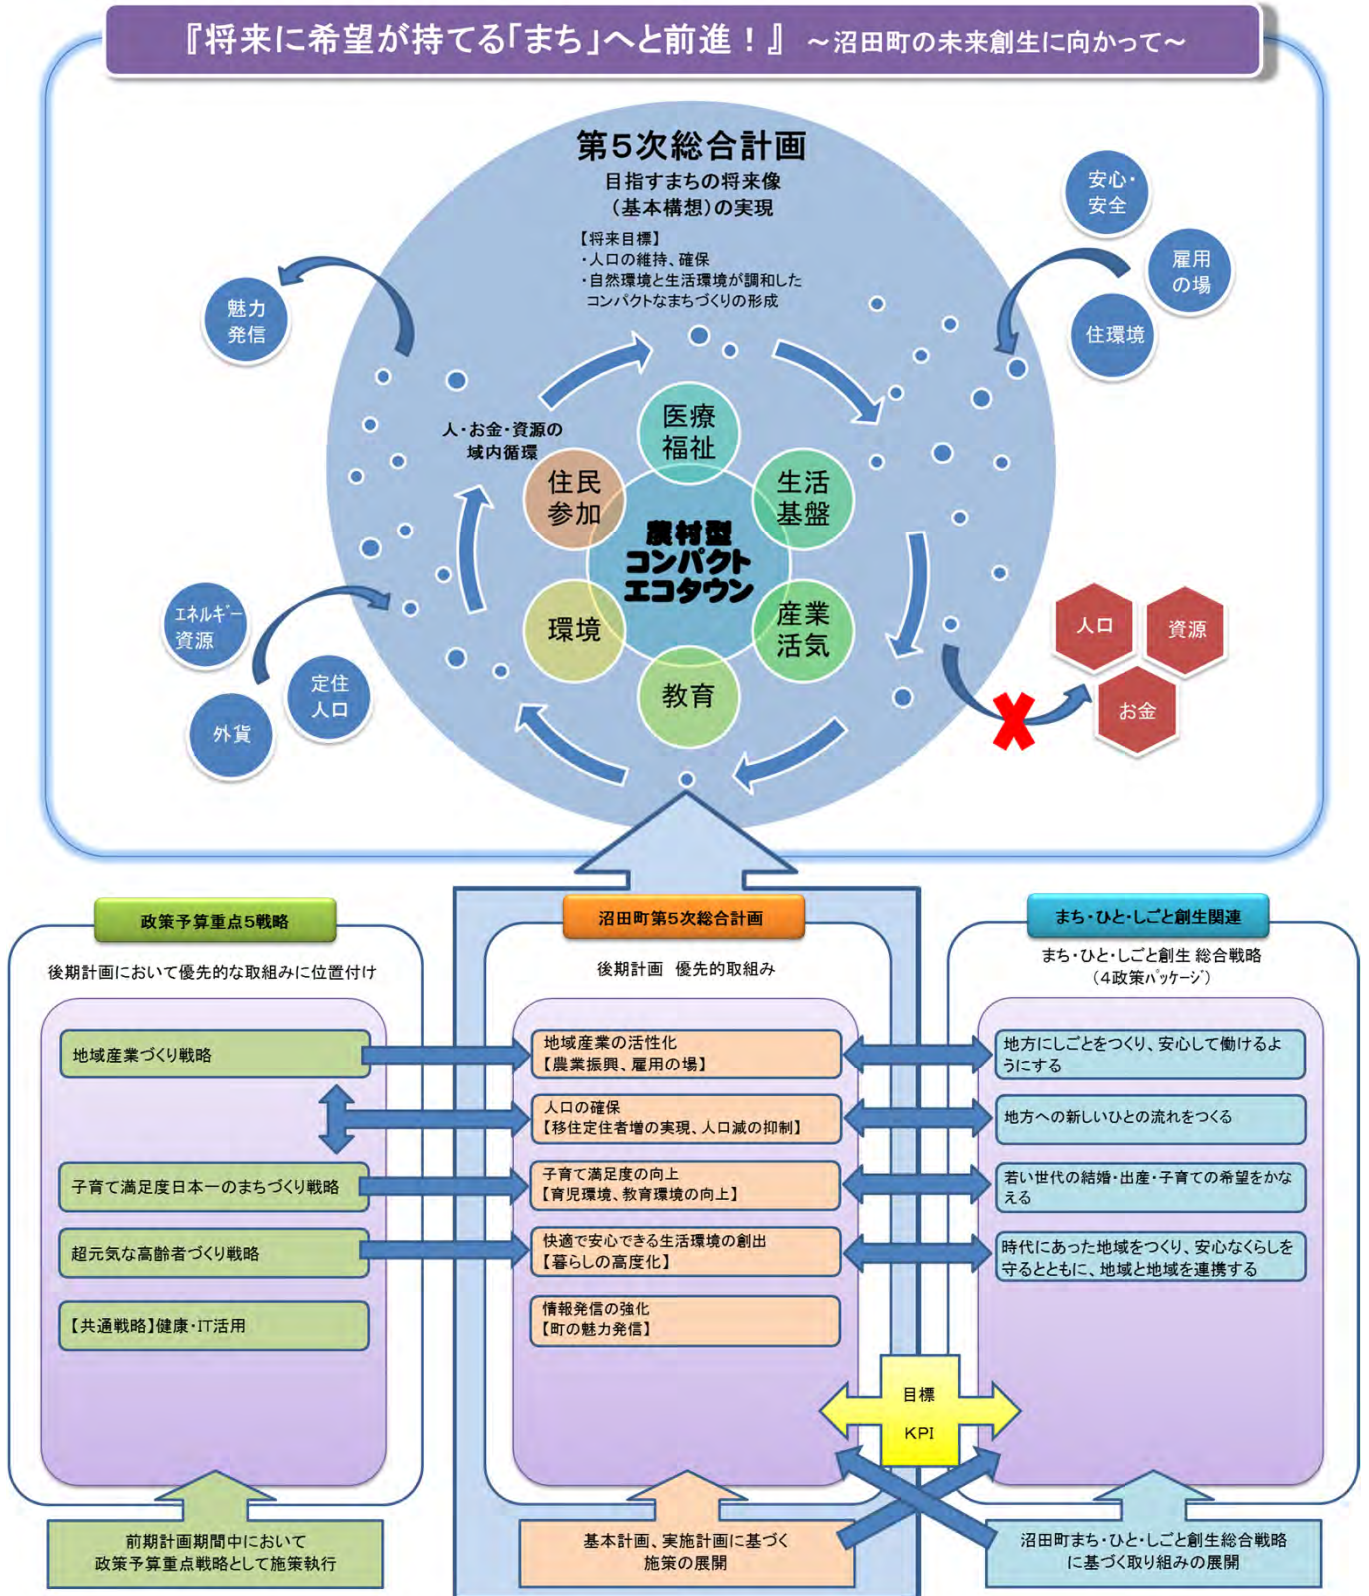 『将来に希望が持てる「まち」へと前進！』 ～沼田町の未来創生に向かって～
第5次総合計画
目指すまちの将来像
（基本構想）の実現
【将来目標】
・人口の維持、確保
・自然環境と生活環境が調和した
コンパクトなまちづくりの形成
安心・
安全
雇用
の場
住環境
魅力
発信
人・お金・資源の
域内循環
医療
福祉
住民
参加
生活
基盤
農村型
コンパクト
エコタウン
環境
産業
活気
教育
エネルギー
資源
定住
人口
外貨
人口
資源
お金
政策予算重点5戦略
後期計画において優先的な取組みに位置付け
地域産業づくり戦略
子育て満足度日本一のまちづくり戦略
超元気な高齢者づくり戦略
【共通戦略】健康・IT活用
前期計画期間中において
政策予算重点戦略として施策執行
沼田町第5次総合計画
後期計画 優先的取組み
地域産業の活性化
【農業振興、雇用の場】
人口の確保
【移住定住者増の実現、人口減の抑制】
子育て満足度の向上
【育児環境、教育環境の向上】
快適で安心できる生活環境の創出
【暮らしの高度化】
情報発信の強化
【町の魅力発信】
目標
KPI
基本計画、実施計画に基づく
施策の展開
まち・ひと・しごと創生関連
まち・ひと・しごと創生 総合戦略
（4政策パッケージ）
地方にしごとをつくり、安心して働けるよ
うにする
地方への新しいひとの流れをつくる
若い世代の結婚・出産・子育ての希望をかな
える
時代にあった地域をつくり、安心なくらしを
守るとともに、地域と地域を連携する
沼田町まち・ひと・しごと創生総合戦略
に基づく取り組みの展開